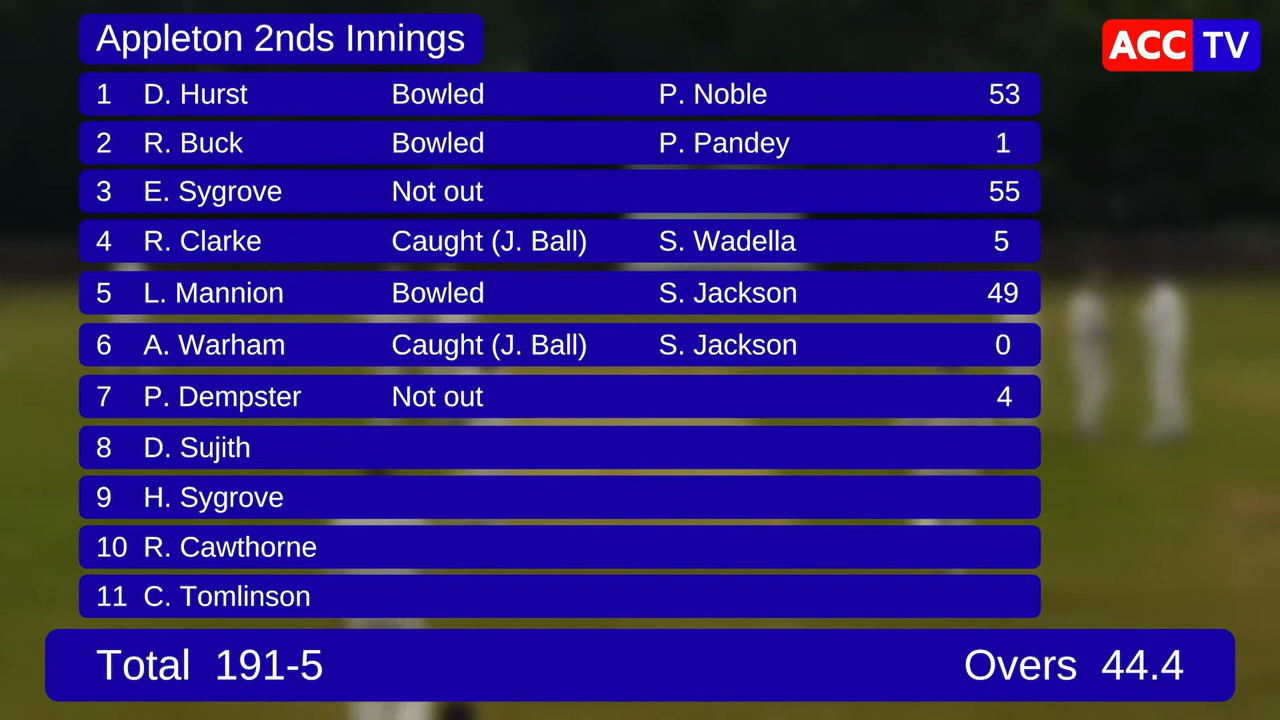 Appleton 2nds Innings
ACC TV
1 D. Hurst Bowled P. Noble 53
2 R. Buck Bowled P. Pandey 1
3 E. Sygrove Not out 55
4 R. Clarke Caught (J. Ball) S. Wadella 5
5 L. Mannion Bowled S. Jackson 49
6 A. Warham Caught (J. Ball) S. Jackson 0
7 P. Dempster Not out 4
8 D. Sujith
9 H. Sygrove
10 R. Cawthorne
11 C. Tomlinson
Total 191-5 Overs 44.4